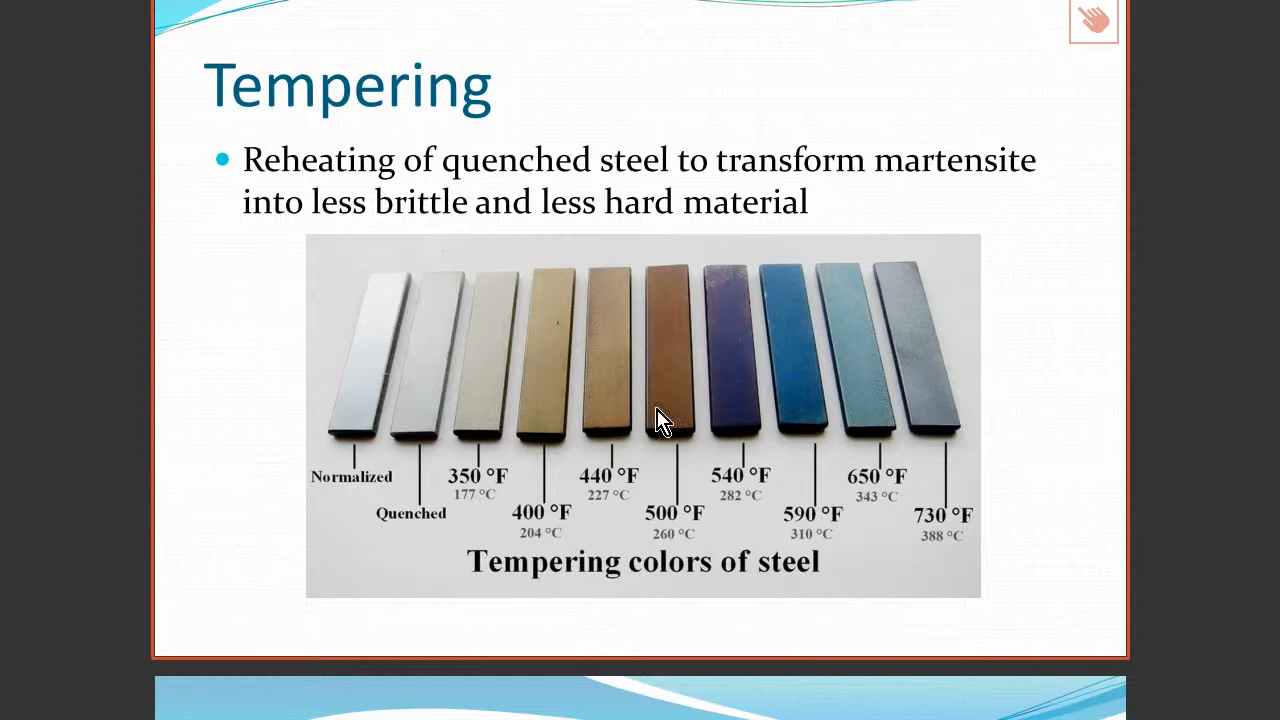 Tempering
Reheating of quenched steel to transform martensite
into less brittle and less hard material
Normalized
Quenched
350 °F
177 °C
400 °F
204 °C
440 °F
227 °C
500 °F
260 °C
540 °F
282 °C
590 °F
310 °C
650 °F
343 °C
730 °F
388 °C
Tempering colors of steel